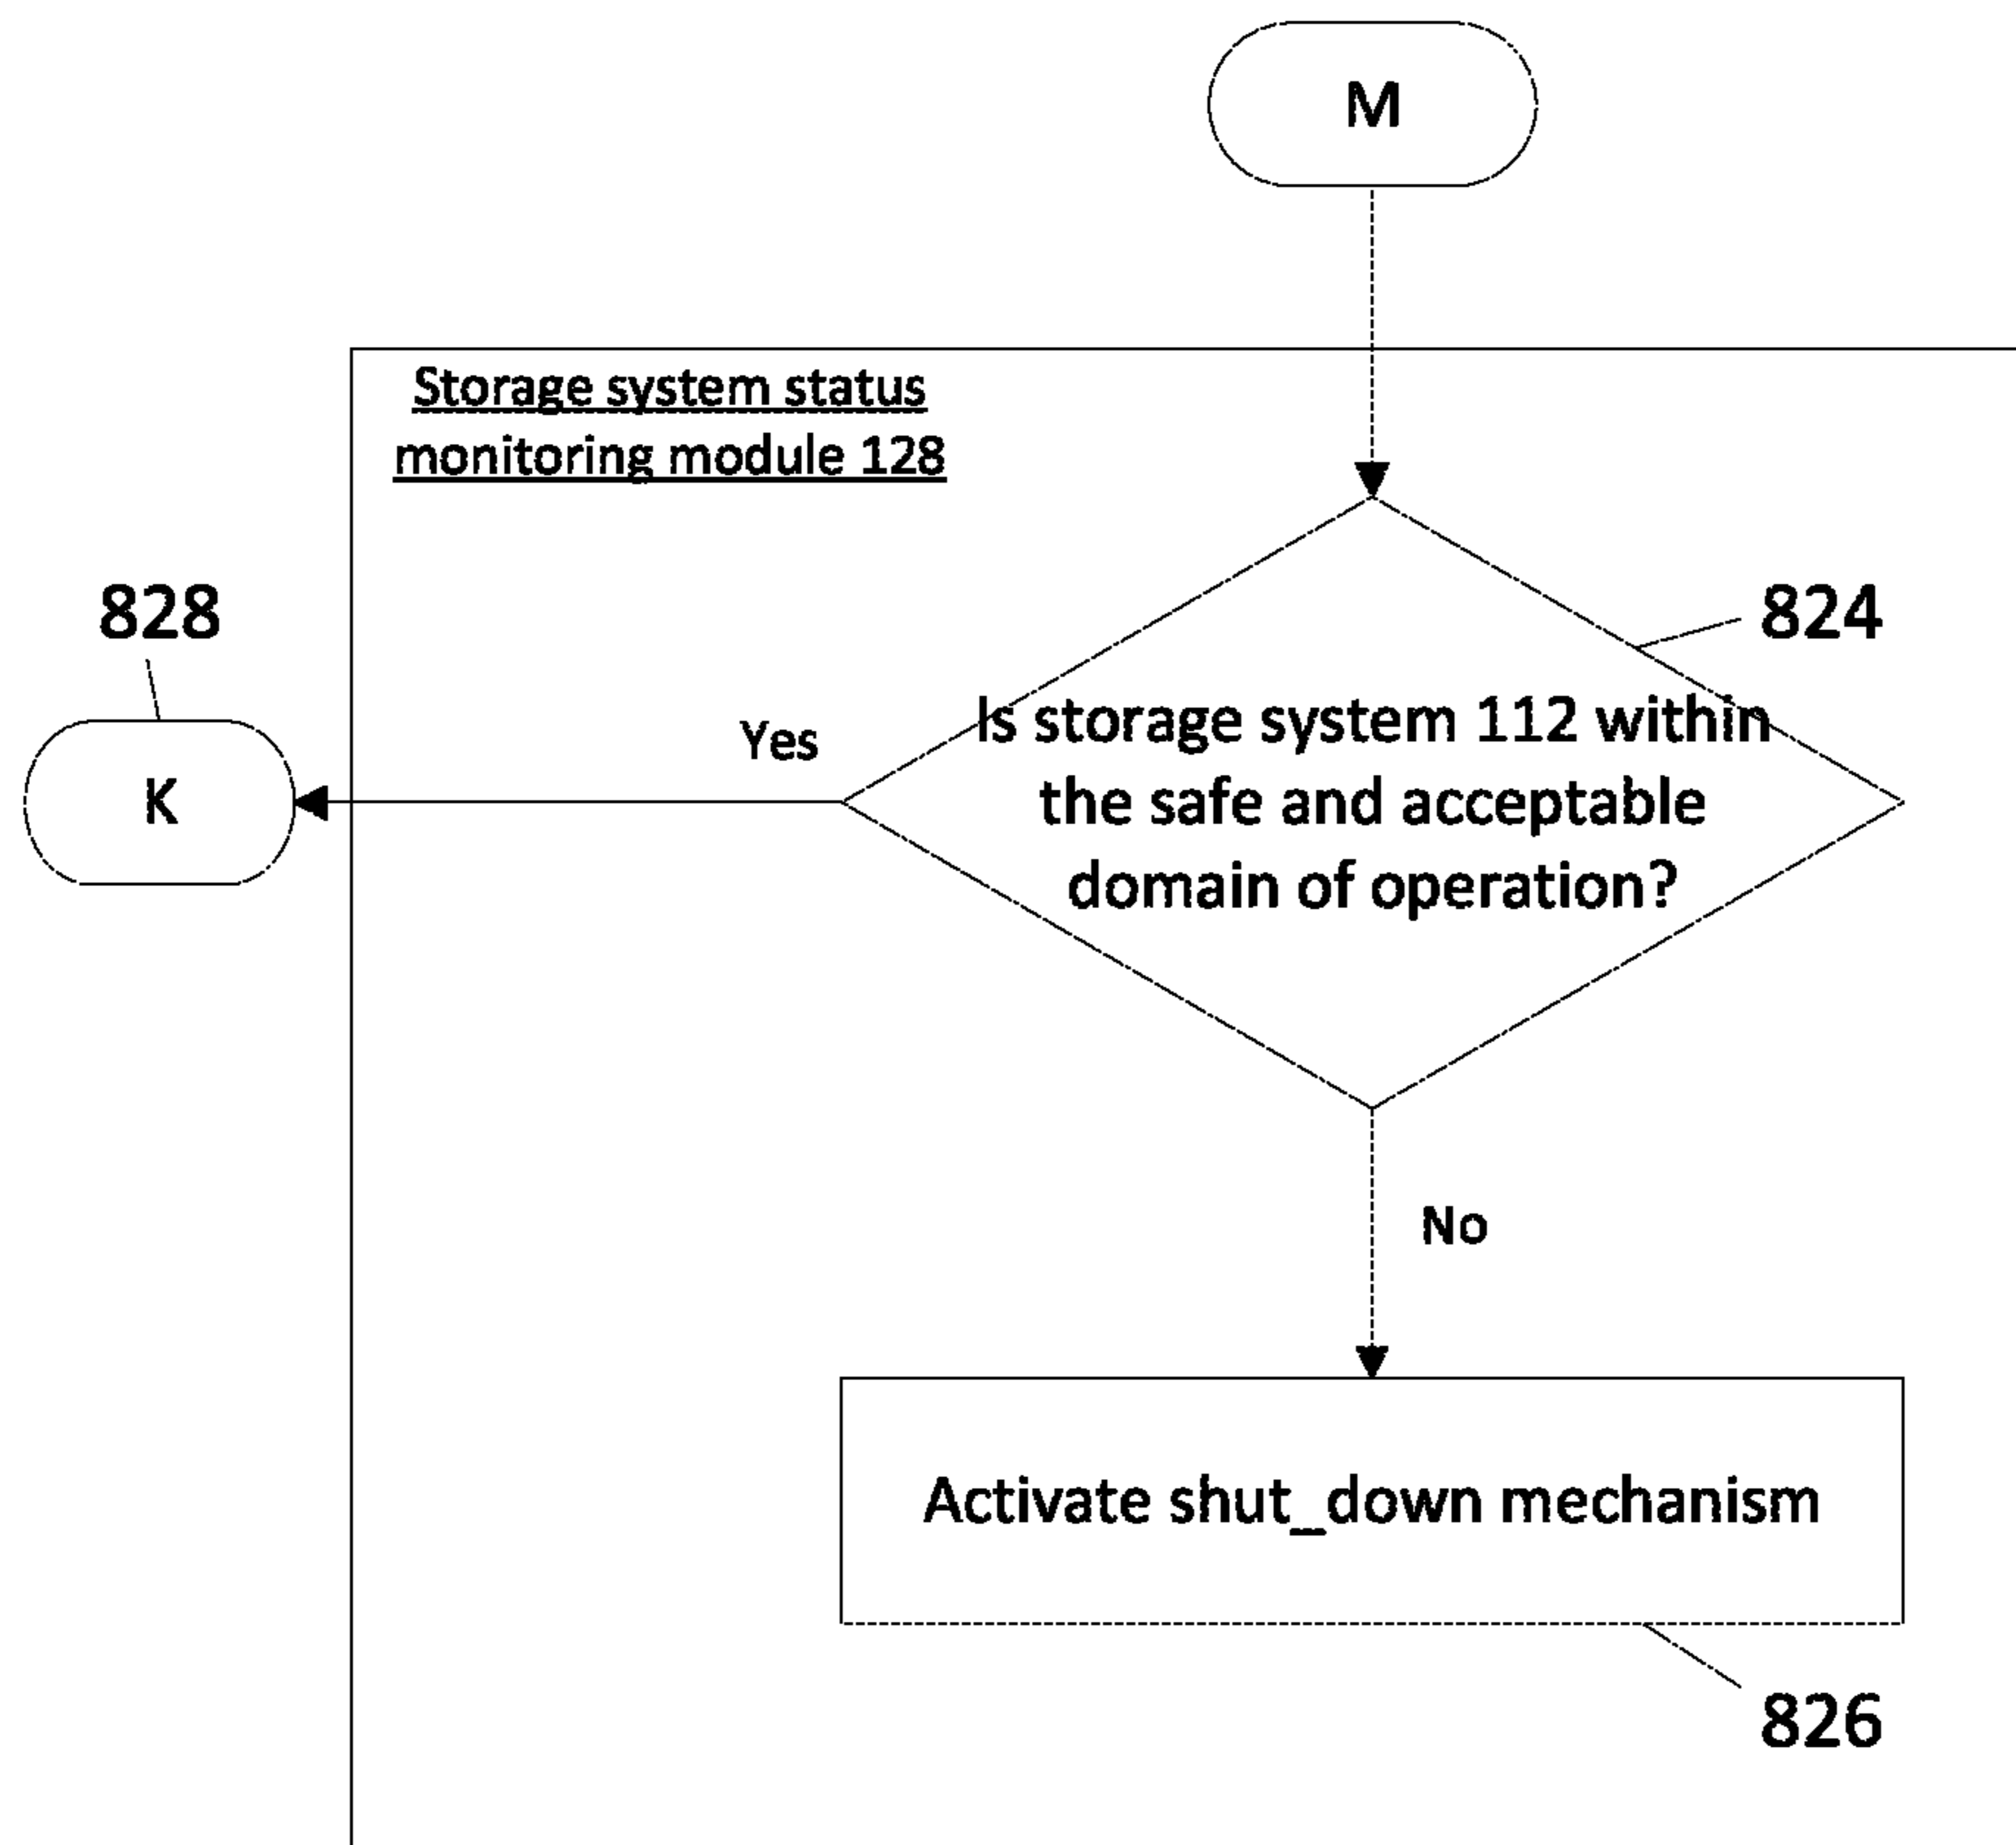 M
Storage system status
monitoring module 128
828
824
Yes
Is storage system 112 within
the safe and acceptable
domain of operation?
K
No
Activate shut_down mechanism
826